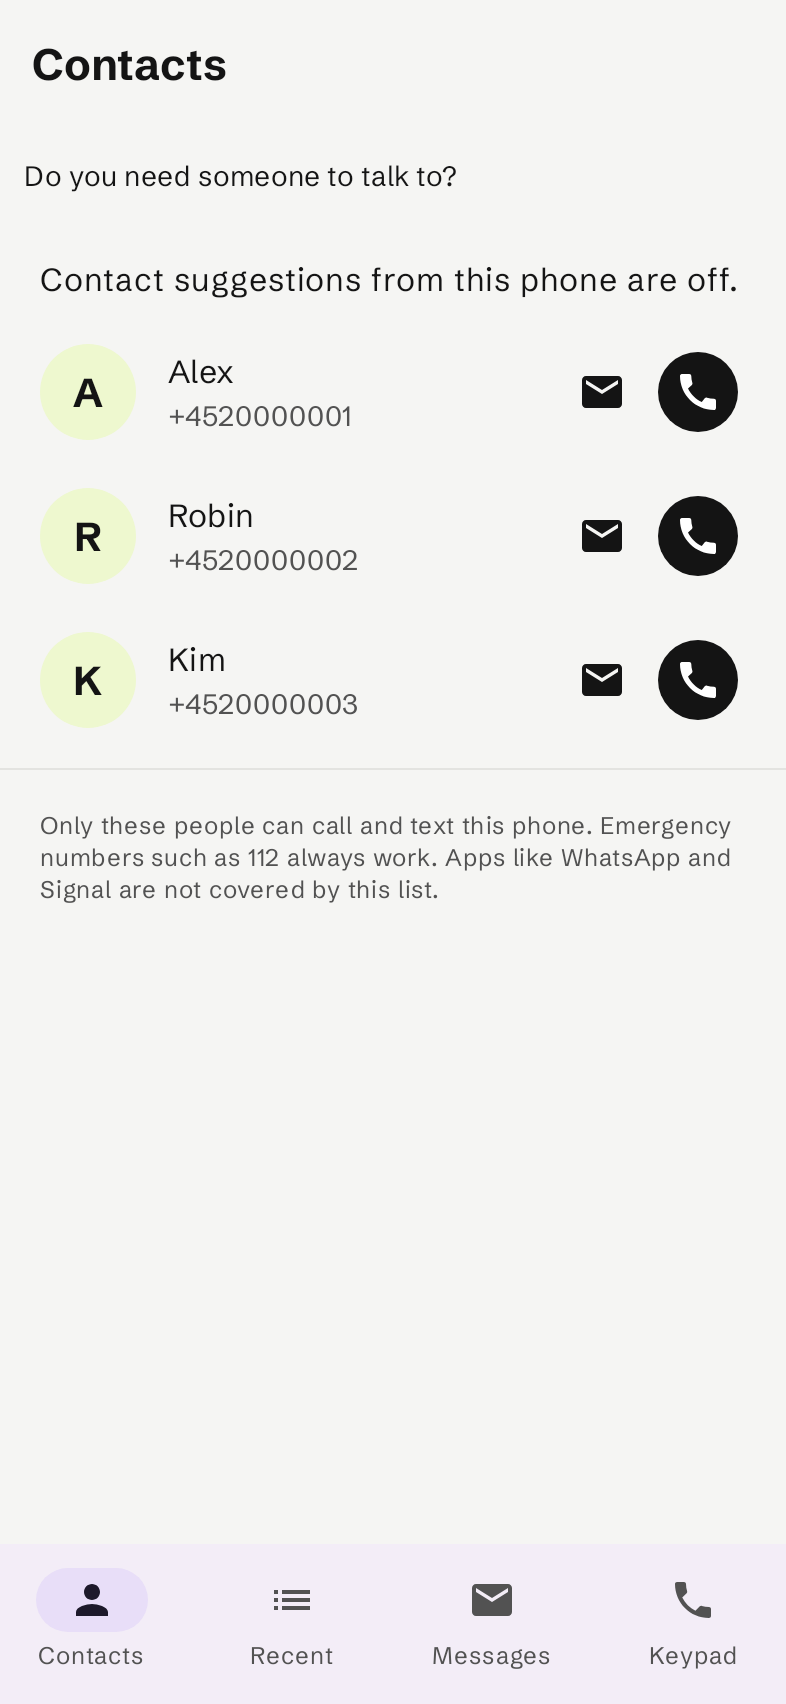 Contacts
Do you need someone to talk to?
Contact suggestions from this phone are off.
A
Alex
+4520000001
R
Robin
+4520000002
K
Kim
+4520000003
Only these people can call and text this phone. Emergency
numbers such as 112 always work. Apps like WhatsApp and
Signal are not covered by this list.
Contacts
Recent
Messages
Keypad